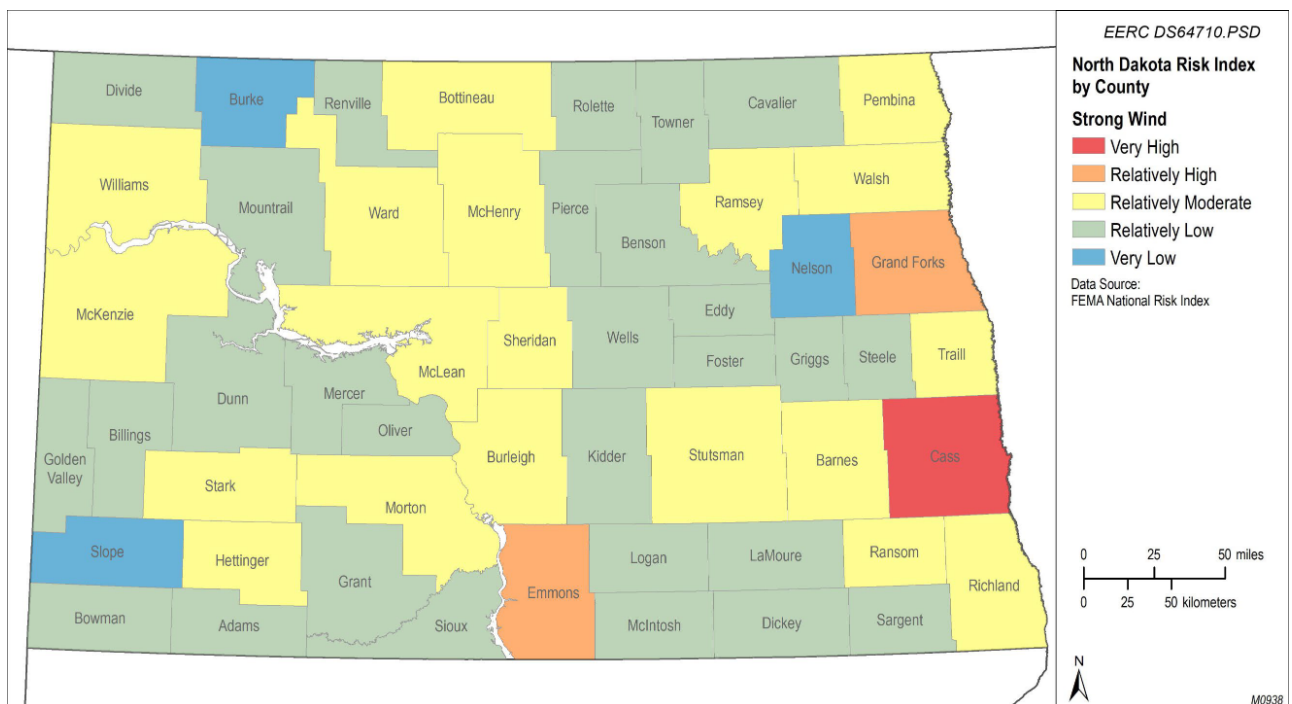 Divide
Burke
Renville
Bottineau
Rolette
Towner
Cavalier
Pembina
Williams
Mountrail
Ward
McHenry
Pierce
Benson
Ramsey
Walsh
Nelson
Grand Forks
McKenzie
McLean
Sheridan
Wells
Eddy
Foster
Griggs
Steele
Traill
Dunn
Mercer
Oliver
Billings
Golden
Valley
Stark
Morton
Burleigh
Kidder
Stutsman
Barnes
Cass
Slope
Hettinger
Grant
Emmons
Logan
LaMoure
Ransom
Richland
Bowman
Adams
Sioux
McIntosh
Dickey
Sargent
EERC DS64710.PSD
North Dakota Risk Index
by County
Strong Wind
Very High
Relatively High
Relatively Moderate
Relatively Low
Very Low
Data Source:
FEMA National Risk Index
0 25 50 miles
0 25 50 kilometers
N
M0938